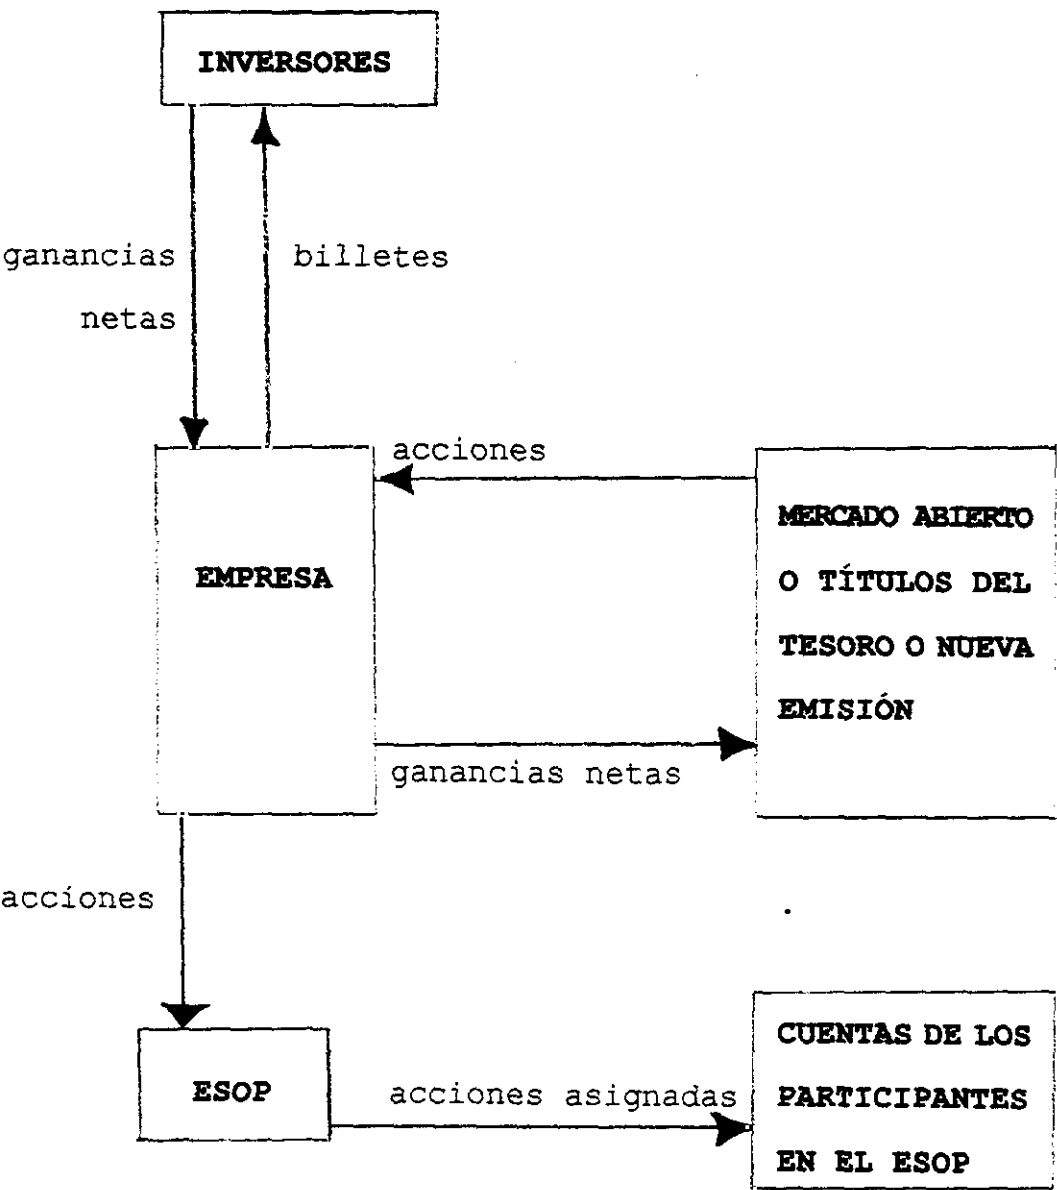 INVERSORES
ganancias
netas
billetes
acciones
EMPRESA
MERCADO ABIERTO
O TÍTULOS DEL
TESORO O NUEVA
EMISIÓN
ganancias netas
acciones
ESOP
acciones asignadas
CUENTAS DE LOS
PARTICIPANTES
EN EL ESOP